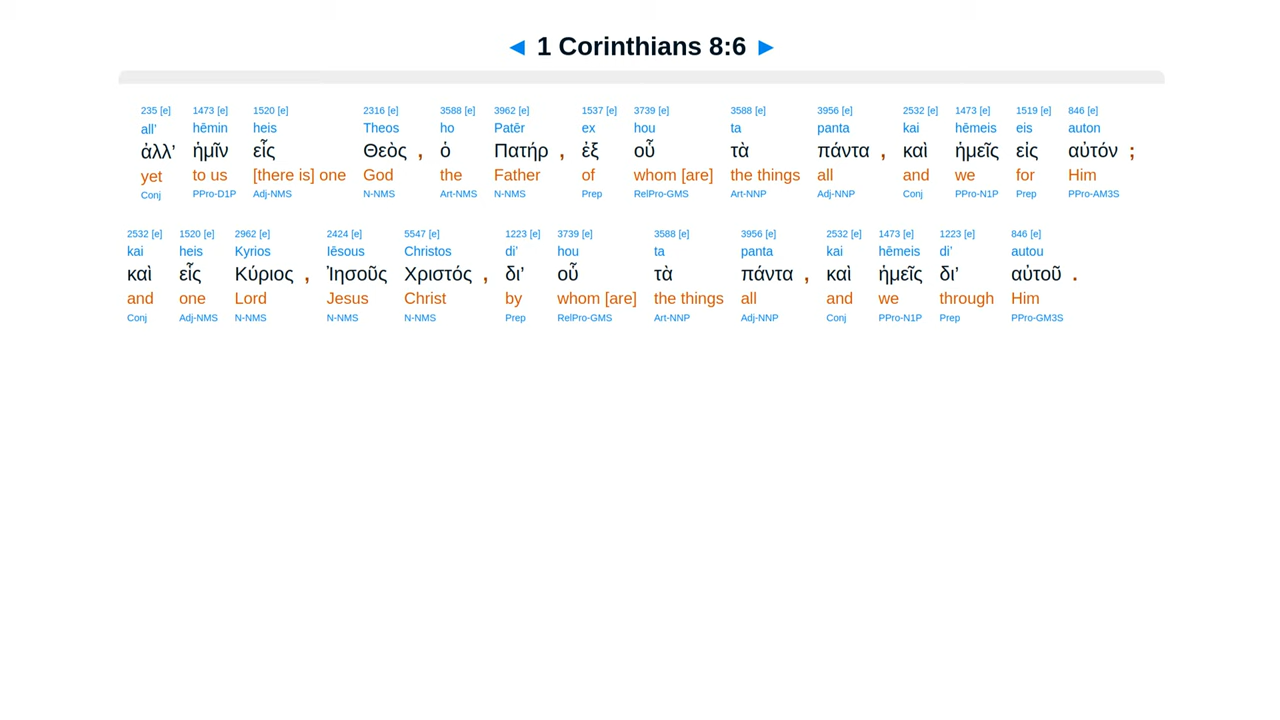 ◄ 1 Corinthians 8:6 ►
235 [e] 1473 [e] 1520 [e] 2316 [e] 3588 [e] 3962 [e] 1537 [e] 3739 [e] 3588 [e] 3956 [e] 2532 [e] 1473 [e] 1519 [e] 846 [e]
all’ hēmin heis Theos ho Patēr ex hou ta panta kai hēmeis eis auton
ἀλλ’ ἡμῖν εἷς Θεὸς , ὁ Πατήρ , ἐξ οὗ τὰ πάντα , καὶ ἡμεῖς εἰς αὐτόν ;
yet to us [there is] one God the Father of whom [are] the things all and we for Him
Conj PPro-D1P Adj-NMS N-NMS Art-NMS N-NMS Prep RelPro-GMS Art-NNP Adj-NNP Conj PPro-N1P Prep PPro-AM3S
2532 [e] 1520 [e] 2962 [e] 2424 [e] 5547 [e] 1223 [e] 3739 [e] 3588 [e] 3956 [e] 2532 [e] 1473 [e] 1223 [e] 846 [e]
kai heis Kyrios Iēsous Christos di’ hou ta panta kai hēmeis di’ autou
καὶ εἷς Κύριος , Ἰησοῦς Χριστός , δι’ οὗ τὰ πάντα , καὶ ἡμεῖς δι’ αὐτοῦ .
and one Lord Jesus Christ by whom [are] the things all and we through Him
Conj Adj-NMS N-NMS N-NMS N-NMS Prep RelPro-GMS Art-NNP Adj-NNP Conj PPro-N1P Prep PPro-GM3S